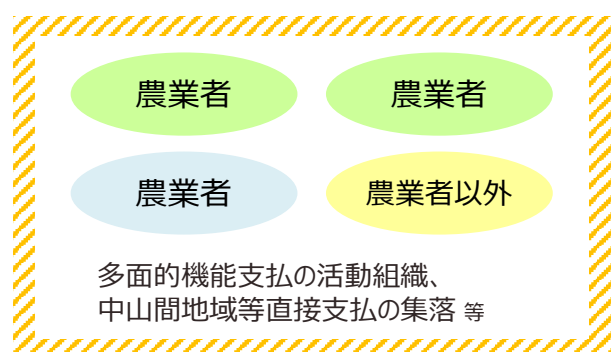 農業者 農業者
農業者 農業者以外
多面的機能支払の活動組織、
中山間地域等直接支払の集落 等